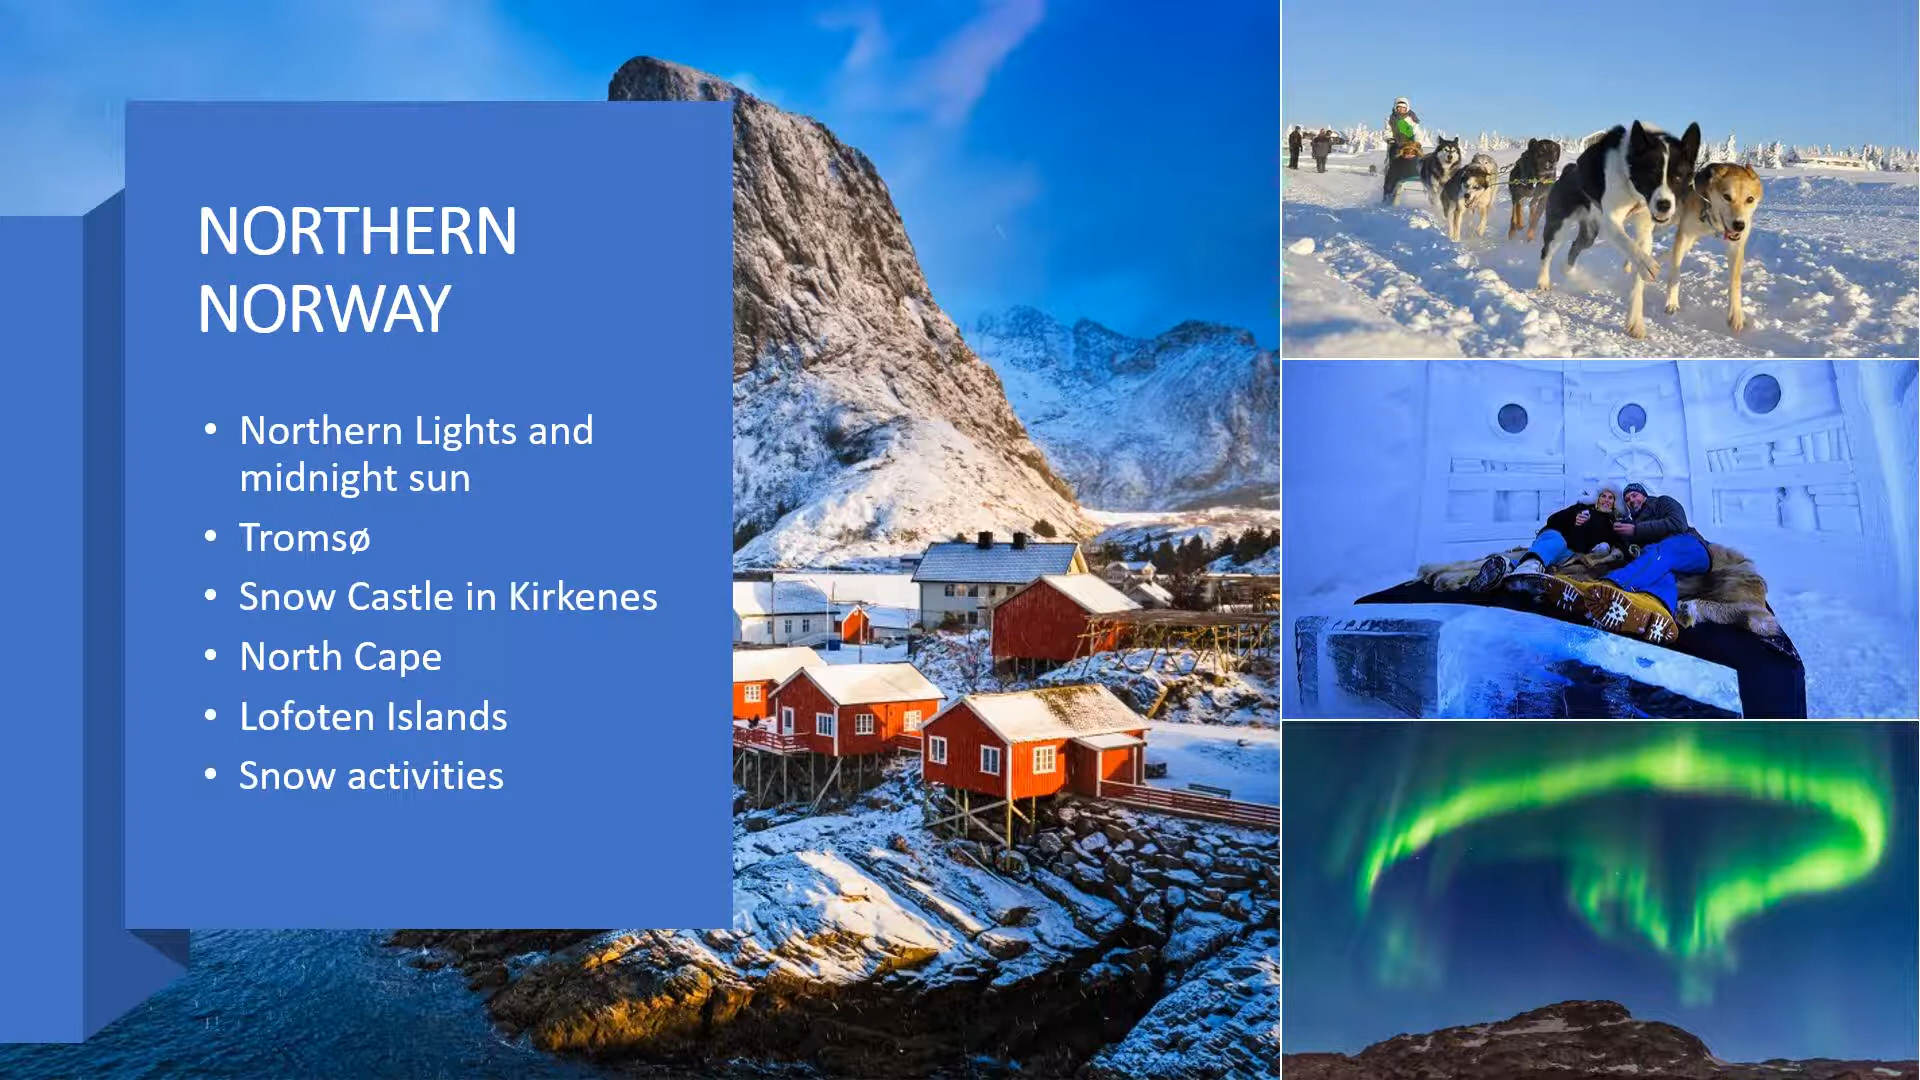 NORTHERN
NORWAY
• Northern Lights and
midnight sun
• Tromsø
• Snow Castle in Kirkenes
• North Cape
• Lofoten Islands
• Snow activities